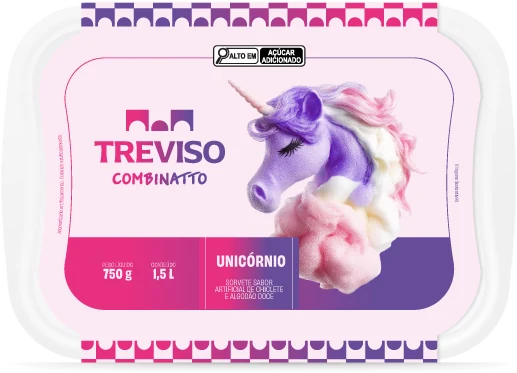 ALTO EM
AÇÚCAR
ADICIONADO
TREVISO
COMBINATTO
PESO LÍQUIDO
750 g
CONTEÚDO
1,5 L
UNICÓRNIO
SORVETE SABOR
ARTIFICIAL DE CHICLETE
E ALGODÃO DOCE